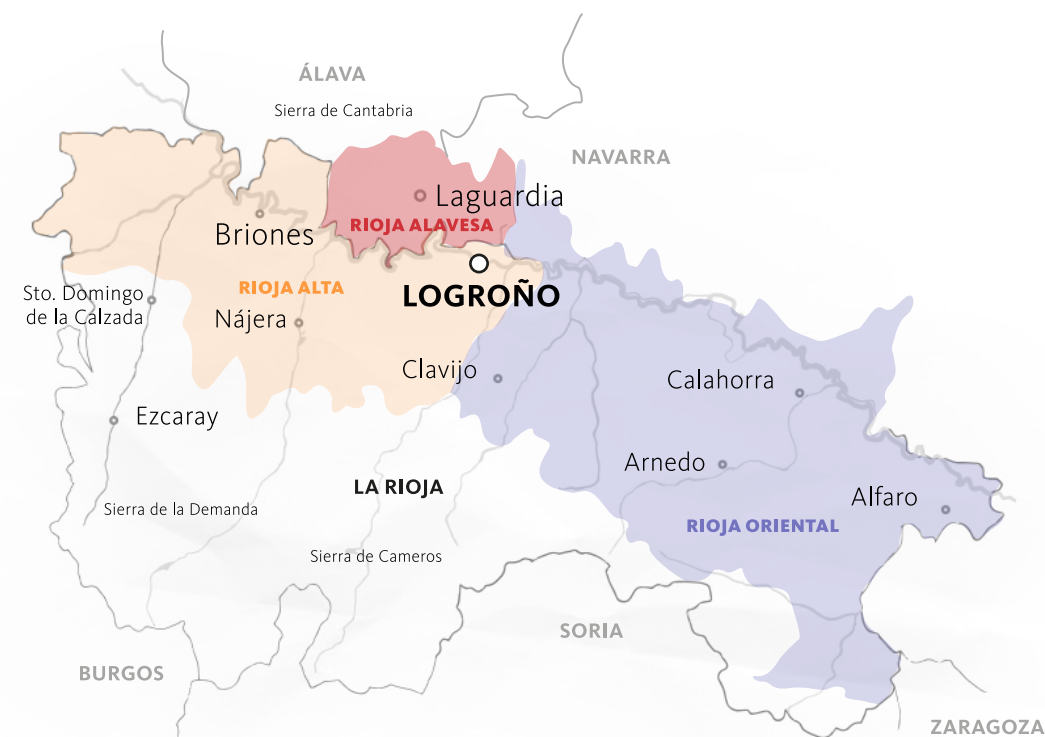 ÁLAVA
Sierra de Cantabria
NAVARRA
Laguardia
RIOJA ALAVESA
Briones
RIOJA ALTA
LOGROÑO
Sto. Domingo
de la Calzada
Nájera
Clavijo
Calahorra
Ezcaray
Arnedo
LA RIOJA
Alfaro
Sierra de la Demanda
RIOJA ORIENTAL
Sierra de Cameros
SORIA
BURGOS
ZARAGOZA